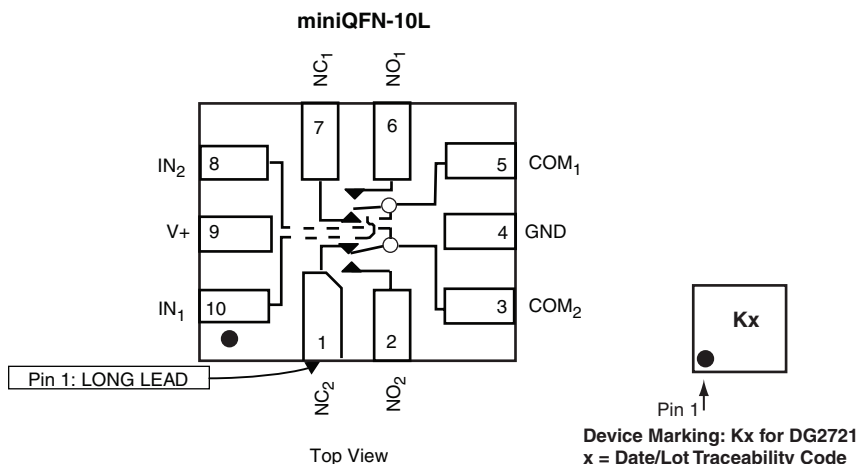 miniQFN-10L
NC1
NO1
7
6
IN2
8
5
COM1
V+
9
4
GND
IN1
10
3
COM2
1
2
Pin 1: LONG LEAD
NC2
NO2
Top View
Kx
Pin 1
Device Marking: Kx for DG2721
x = Date/Lot Traceability Code